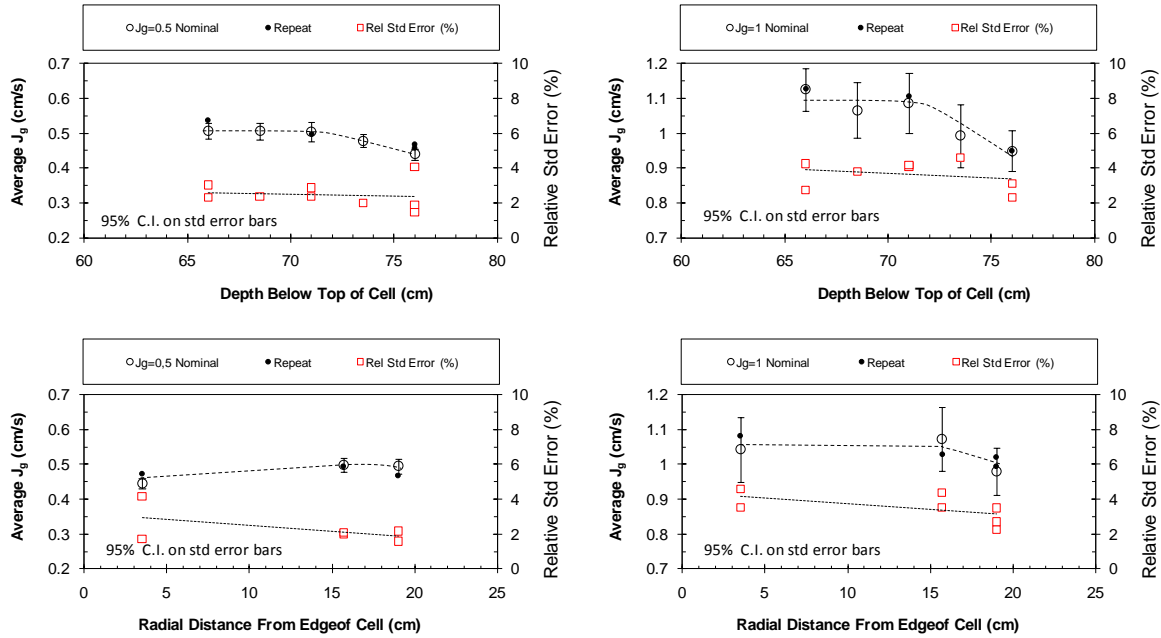 Jg=0.5 Nominal Repeat Rel Std Error (%)
0.7
0.6
0.5
0.4
0.3
0.2
Average Jg (cm/s)
10
8
6
4
2
0
Relative Std Error (%)
95% C.I. on std error bars
60 65 70 75 80
Depth Below Top of Cell (cm)
Jg=1 Nominal Repeat Rel Std Error (%)
1.2
1.1
1
0.9
0.8
0.7
Average Jg (cm/s)
10
8
6
4
2
0
Relative Std Error (%)
95% C.I. on std error bars
60 65 70 75 80
Depth Below Top of Cell (cm)
Jg=0,5 Nominal Repeat Rel Std Error (%)
0.7
0.6
0.5
0.4
0.3
0.2
Average Jg (cm/s)
10
8
6
4
2
0
Relative Std Error (%)
95% C.I. on std error bars
0 5 10 15 20 25
Radial Distance From Edgeof Cell (cm)
Jg=1 Nominal Repeat Rel Std Error (%)
1.2
1.1
1
0.9
0.8
0.7
Average Jg (cm/s)
10
8
6
4
2
0
Relative Std Error (%)
95% C.I. on std error bars
0 5 10 15 20 25
Radial Distance From Edgeof Cell (cm)